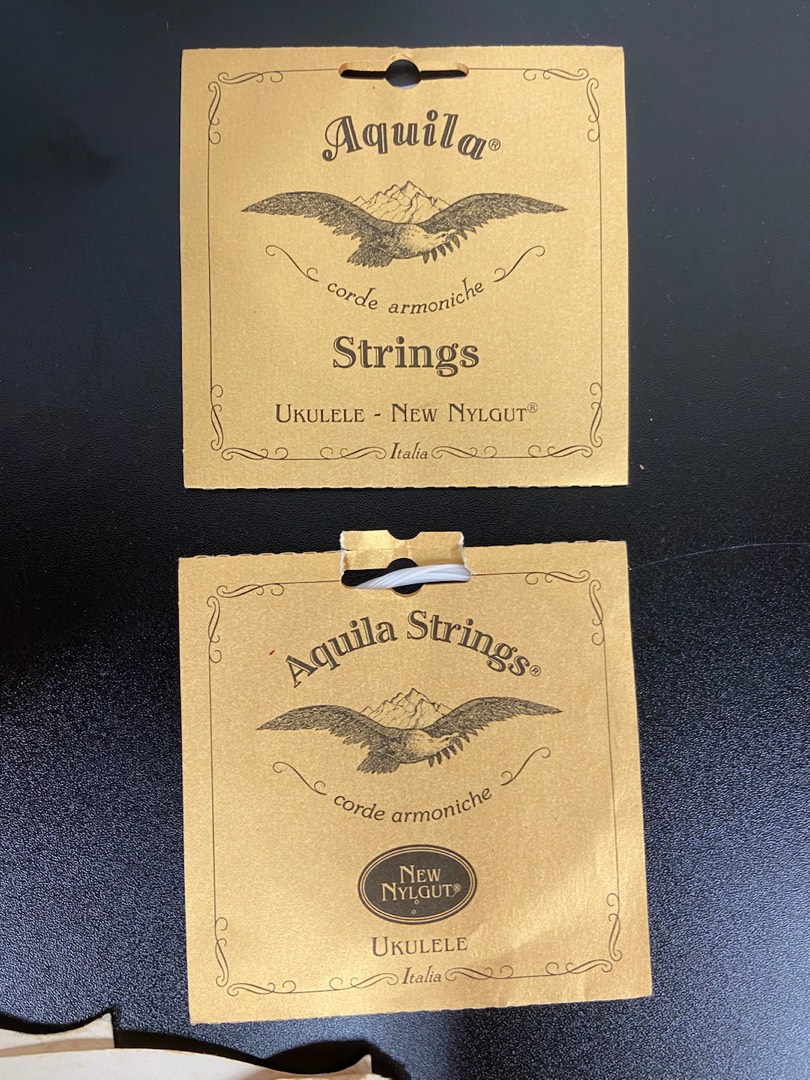 Aquila®
corde armoniche
Strings
UKULELE - NEW NYLGUT®
Italia
Aquila Strings®
corde armoniche
NEW
NYLGUT®
UKULELE
Italia